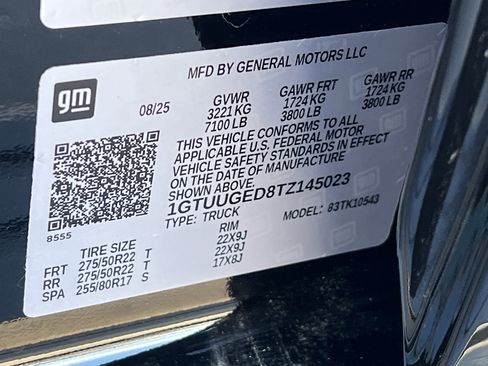 MFD BY GENERAL MOTORS LLC
gm
08/25
GVWR GAWR FRT GAWR RR
3221 KG 1724 KG 1724 KG
7100 LB 3800 LB 3800 LB
THIS VEHICLE CONFORMS TO ALL
APPLICABLE U.S. FEDERAL MOTOR
VEHICLE SAFETY STANDARDS IN EFFECT
ON THE DATE OF MANUFACTURE
SHOWN ABOVE.
1GTUUGED8TZ145023
TYPE: TRUCK MODEL: 83TK10543
8555
TIRE SIZE RIM
FRT 275/50R22 T 22X9J
RR 275/50R22 T 22X9J
SPA 255/80R17 S 17X8J